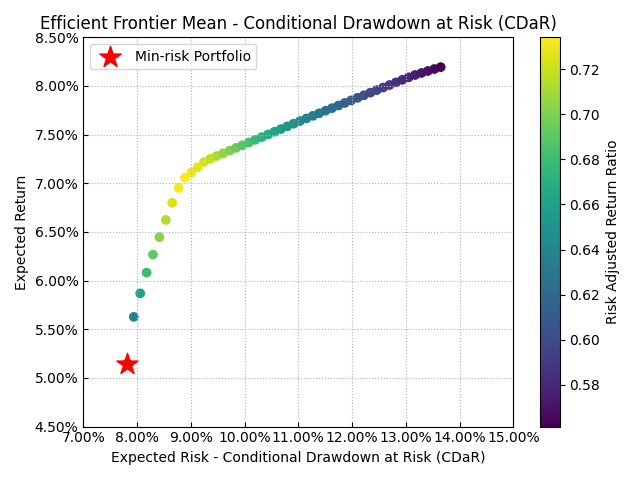 Efficient Frontier Mean - Conditional Drawdown at Risk (CDaR)
Min-risk Portfolio
8.50%
8.00%
7.50%
7.00%
6.50%
6.00%
5.50%
5.00%
4.50%
Expected Return
7.00% 8.00% 9.00% 10.00% 11.00% 12.00% 13.00% 14.00% 15.00%
Expected Risk - Conditional Drawdown at Risk (CDaR)
0.72
0.70
0.68
0.66
0.64
0.62
0.60
0.58
Risk Adjusted Return Ratio